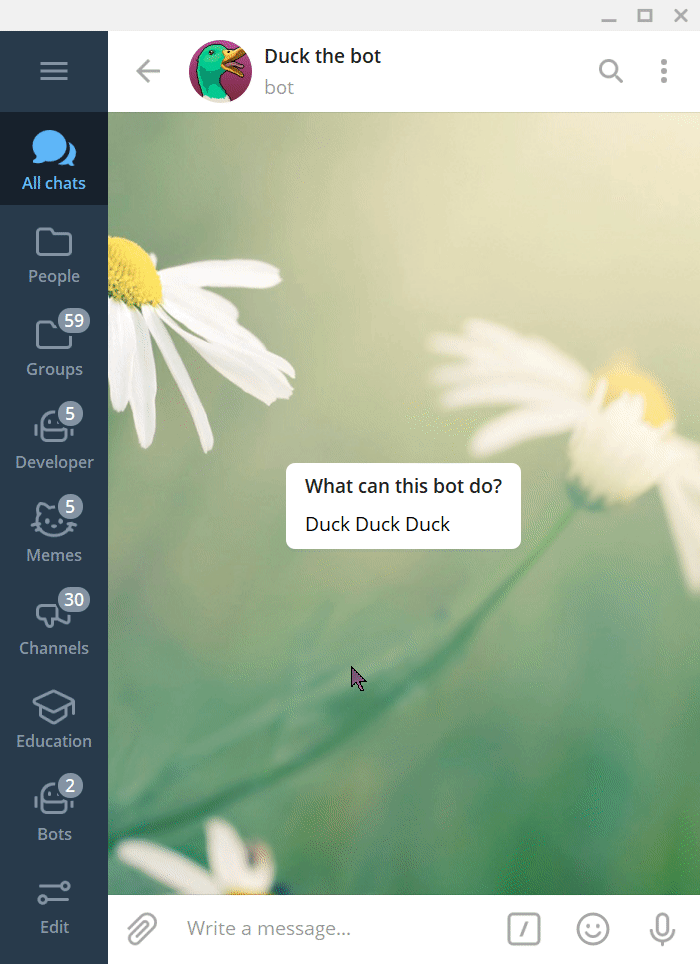 Duck the bot
bot
All chats
People
59
Groups
5
Developer
5
Memes
30
Channels
Education
2
Bots
Edit
What can this bot do?
Duck Duck Duck
Write a message...
/